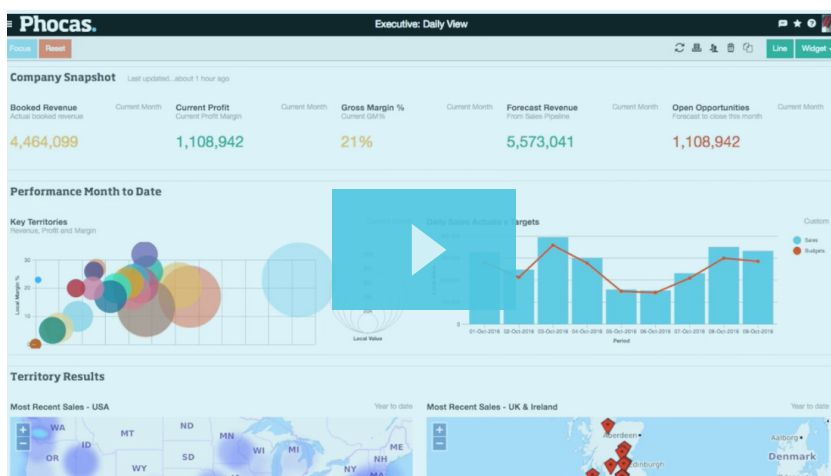 Phocas.
Executive: Daily View
Focus
Reset
Line
Widget
Company Snapshot
Last updated...about 1 hour ago
Booked Revenue
Actual booked revenue
Current Month
4,464,099
Current Profit
Current Profit Margin
Current Month
1,108,942
Gross Margin %
Current GM%
Current Month
21%
Forecast Revenue
From Sales Pipeline
Current Month
5,573,041
Open Opportunities
Forecast to close this month
Current Month
1,108,942
Performance Month to Date
Key Territories
Revenue, Profit and Margin
Local Margin %
30
20
10
Local Value
Daily Sales Actuals v Targets
Custom
Sales
Budgets
0
01-Oct-2016 02-Oct-2016 03-Oct-2016 04-Oct-2016 05-Oct-2016 06-Oct-2016 07-Oct-2016 08-Oct-2016 09-Oct-2016
Period
Territory Results
Most Recent Sales - USA
Year to date
WA
MT
ND
MN
OR
ID
SD
WI
MI
ME
WY
NY
NH
MA
Most Recent Sales - UK & Ireland
Year to date
Aberdeen
Edinburgh
Aalborg
Denmark